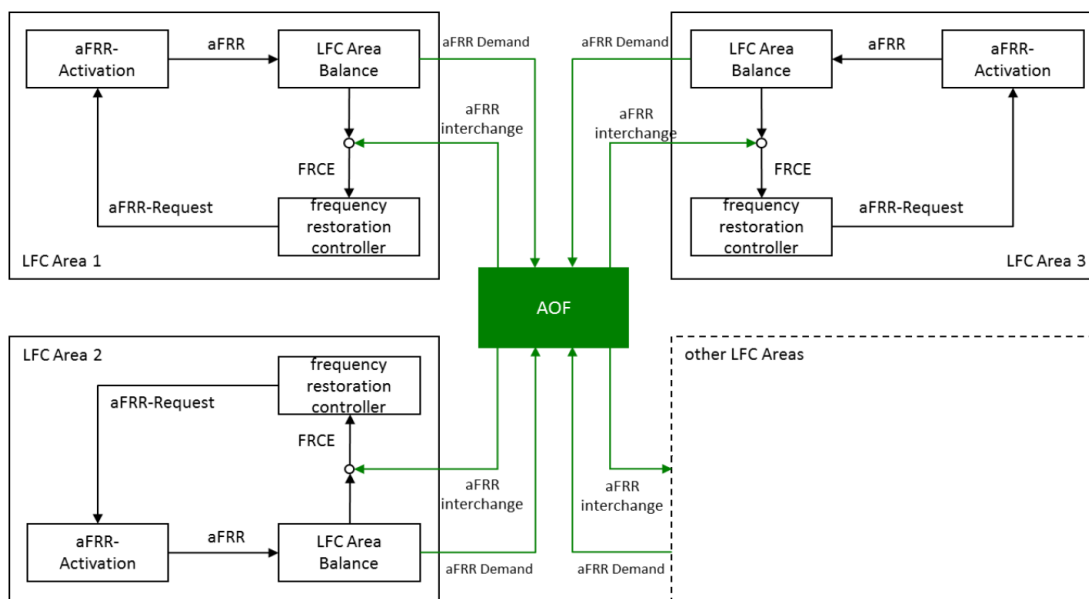 aFRR-
Activation
aFRR
LFC Area
Balance
aFRR Demand
aFRR
interchange
FRCE
aFRR-Request
frequency
restoration
controller
LFC Area 1
aFRR Demand
LFC Area
Balance
aFRR
aFRR-
Activation
aFRR
interchange
FRCE
frequency
restoration
controller
aFRR-Request
LFC Area 3
AOF
LFC Area 2
frequency
restoration
controller
aFRR-Request
FRCE
aFRR
interchange
aFRR-
Activation
aFRR
LFC Area
Balance
aFRR Demand
other LFC Areas
aFRR
interchange
aFRR Demand